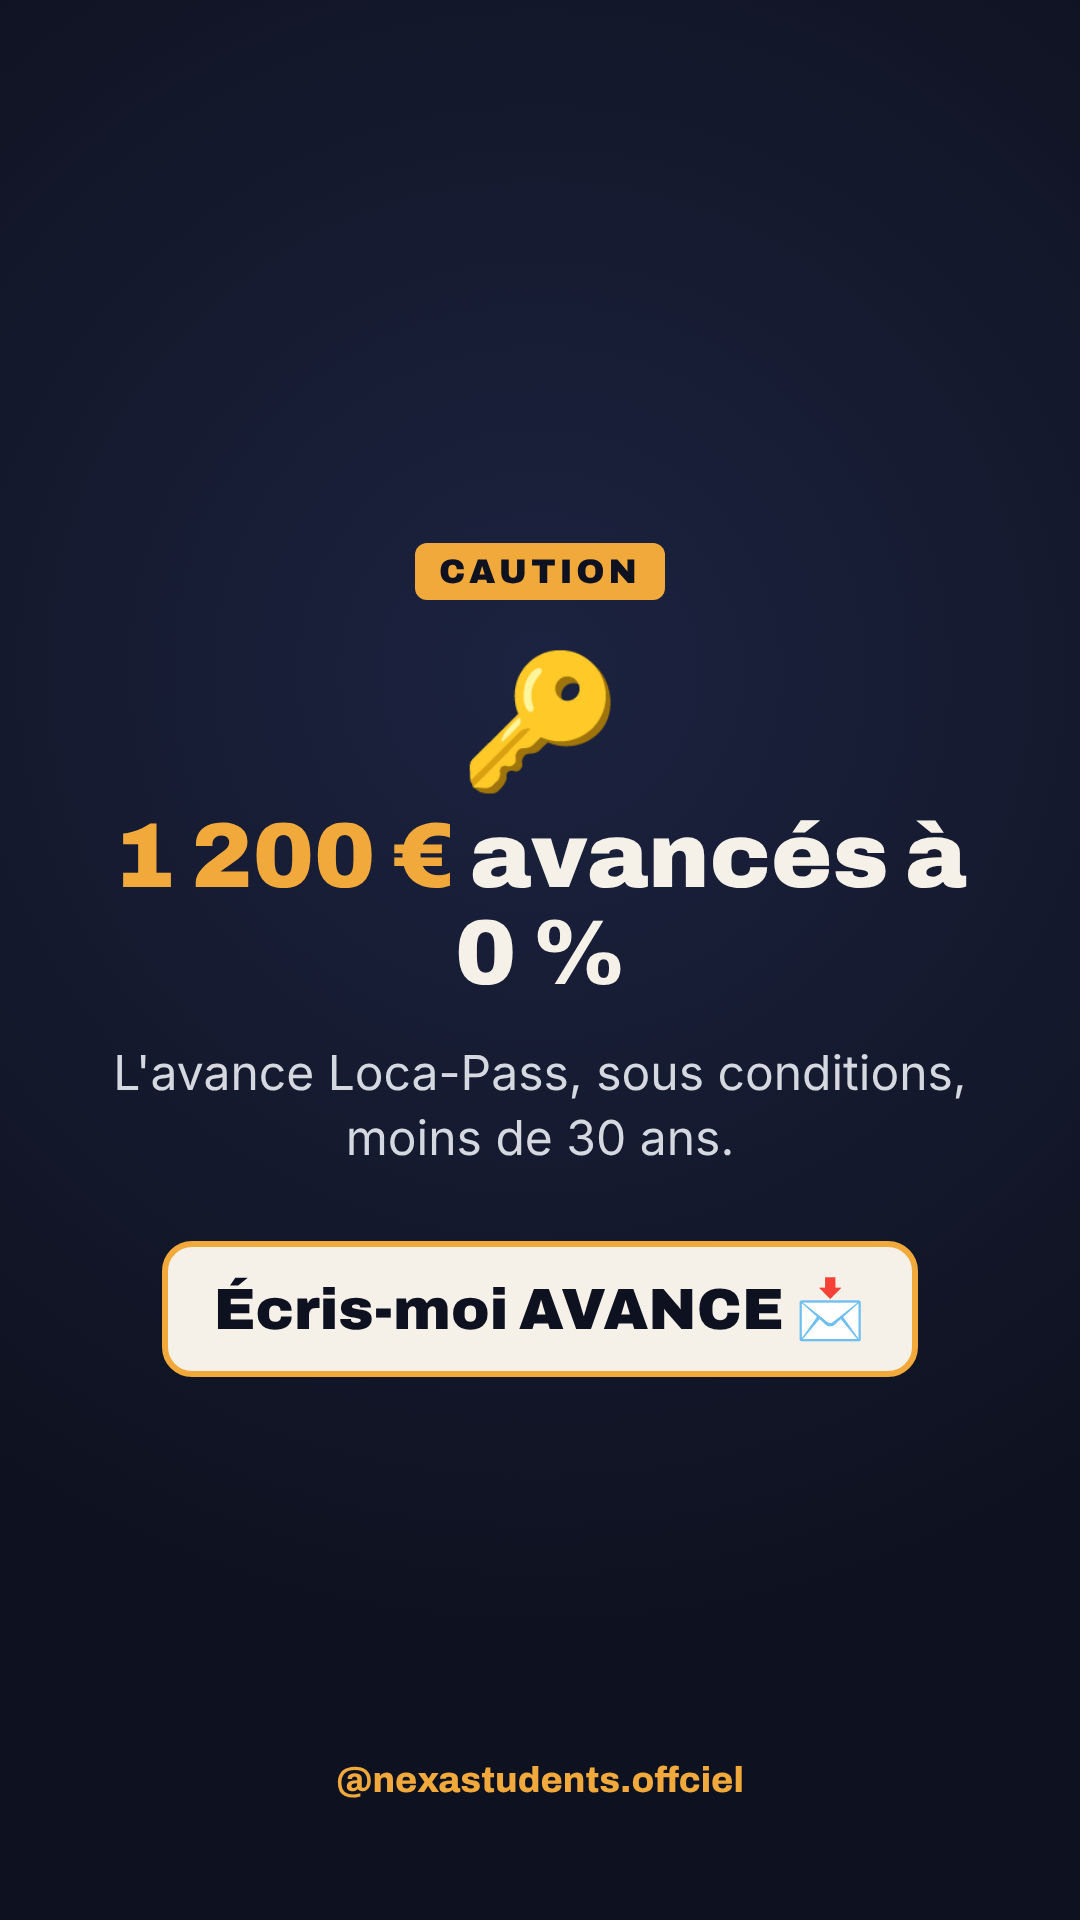 CAUTION
1 200 € avancés à
0 %
L'avance Loca-Pass, sous conditions,
moins de 30 ans.
Écris-moi AVANCE
@nexastudents.offciel